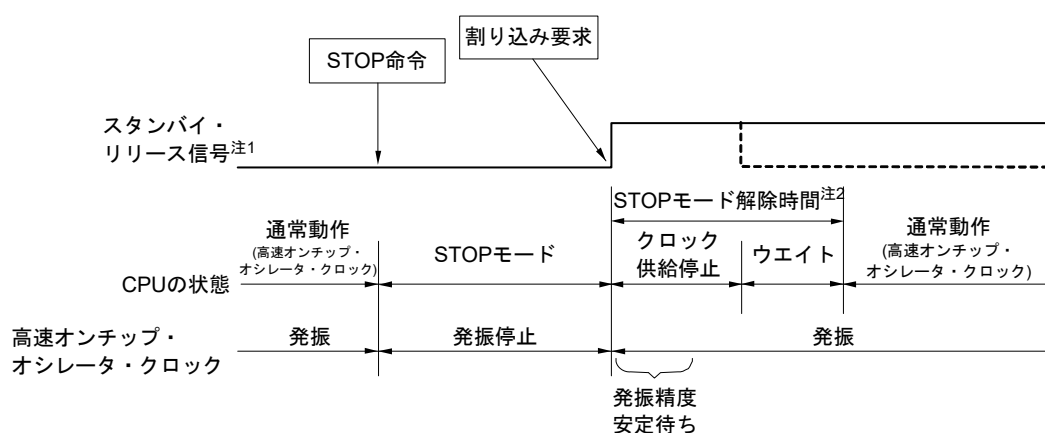 割り込み要求
STOP命令
スタンバイ・
リリース信号注1
STOPモード解除時間注2
通常動作
(高速オンチップ・
オシレータ・クロック)
STOPモード
クロック
供給停止
ウエイト
通常動作
(高速オンチップ・
オシレータ・クロック)
CPUの状態
高速オンチップ・
オシレータ・クロック
発振
発振停止
発振
発振精度
安定待ち